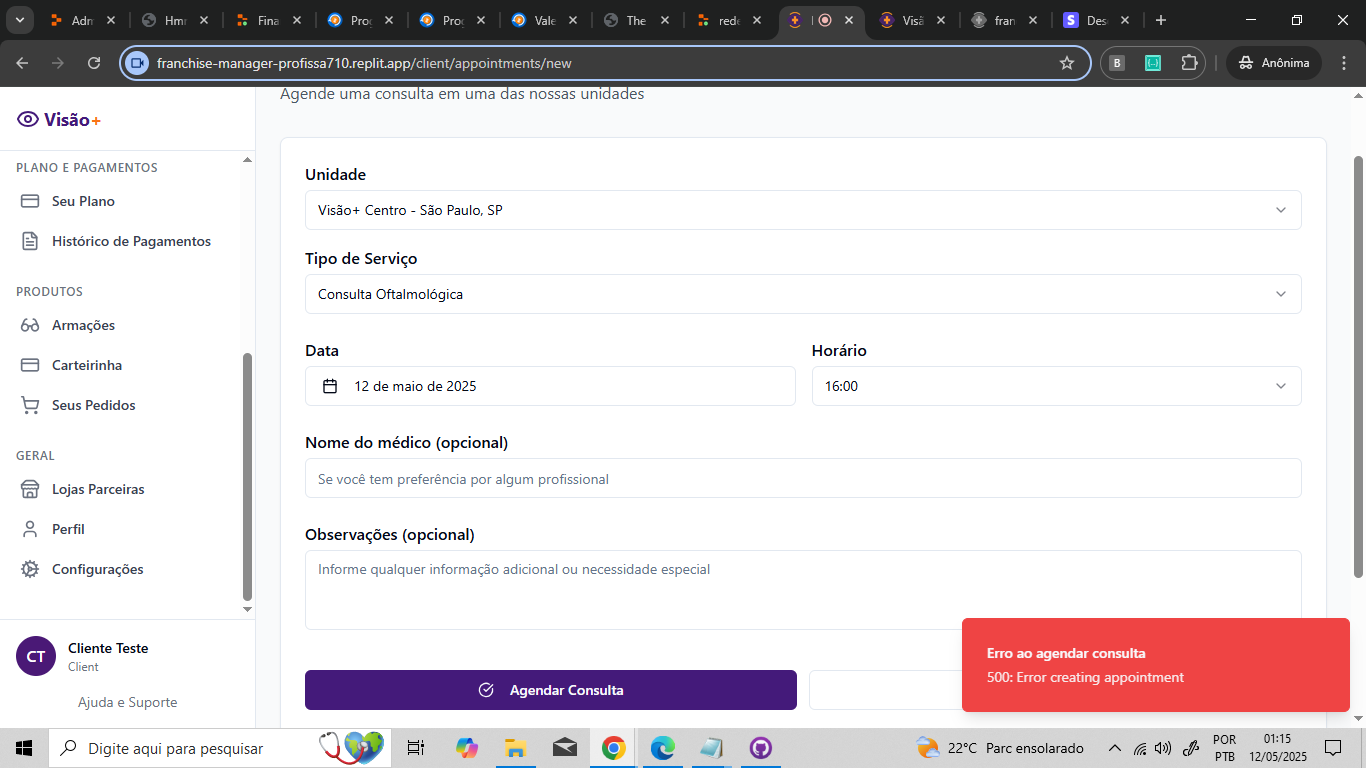 Adm
Hmr
Fina
Prog
Prog
Vale
The
rede
Visã
fran
S
Des
franchise-manager-profissa710.replit.app/client/appointments/new
B
Anônima
Visão+
Agende uma consulta em uma das nossas unidades
PLANO E PAGAMENTOS
Seu Plano
Histórico de Pagamentos
PRODUTOS
Armações
Carteirinha
Seus Pedidos
GERAL
Lojas Parceiras
Perfil
Configurações
CT
Cliente Teste
Client
Ajuda e Suporte
Unidade
Visão+ Centro - São Paulo, SP
Tipo de Serviço
Consulta Oftalmológica
Data
Horário
12 de maio de 2025
16:00
Nome do médico (opcional)
Se você tem preferência por algum profissional
Observações (opcional)
Informe qualquer informação adicional ou necessidade especial
Agendar Consulta
Erro ao agendar consulta
500: Error creating appointment
Digite aqui para pesquisar
22°C Parc ensolarado
POR
PTB
01:15
12/05/2025